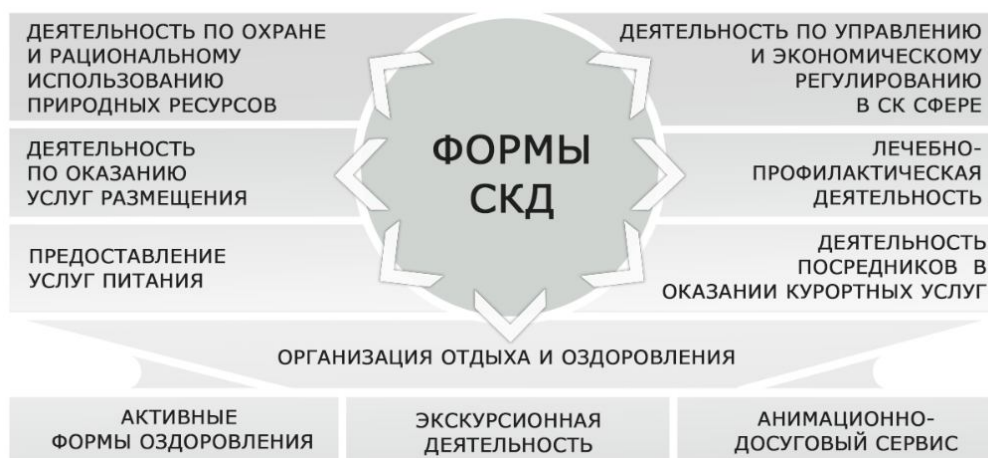 ДЕЯТЕЛЬНОСТЬ ПО ОХРАНЕ
И РАЦИОНАЛЬНОМУ
ИСПОЛЬЗОВАНИЮ
ПРИРОДНЫХ РЕСУРСОВ
ДЕЯТЕЛЬНОСТЬ ПО УПРАВЛЕНИЮ
И ЭКОНОМИЧЕСКОМУ
РЕГУЛИРОВАНИЮ
В СК СФЕРЕ
ФОРМЫ
СКД
ДЕЯТЕЛЬНОСТЬ
ПО ОКАЗАНИЮ
УСЛУГ РАЗМЕЩЕНИЯ
ЛЕЧЕБНО-
ПРОФИЛАКТИЧЕСКАЯ
ДЕЯТЕЛЬНОСТЬ
ПРЕДОСТАВЛЕНИЕ
УСЛУГ ПИТАНИЯ
ДЕЯТЕЛЬНОСТЬ
ПОСРЕДНИКОВ В
ОКАЗАНИИ КУРОРТНЫХ УСЛУГ
ОРГАНИЗАЦИЯ ОТДЫХА И ОЗДОРОВЛЕНИЯ
АКТИВНЫЕ
ФОРМЫ ОЗДОРОВЛЕНИЯ
ЭКСКУРСИОННАЯ
ДЕЯТЕЛЬНОСТЬ
АНИМАЦИОННО-
ДОСУГОВЫЙ СЕРВИС